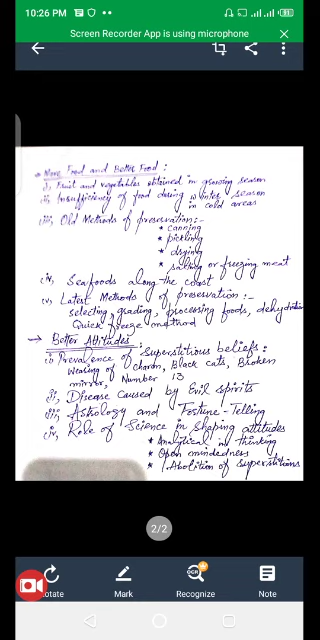 10:26 PM
Screen Recorder App is using microphone
More Food and Better Food :
i) Fruit and vegetables obtained in growing season
ii) Insufficiency of food during winter season
in cold areas
iii) Old Methods of preservation :-
* canning
* pickling
* drying
* salting or freezing meat
iv) Seafoods along the coast
(v) Latest Methods of preservation :-
selecting, grading, processing foods, dehydration
Quick freeze method
→ Better Attitudes
i) Prevalence of Superstitious beliefs :
Wearing of charm, Black cats, Broken
mirror, Number 13
ii) Disease caused by Evil spirits
iii) Astrology and Fortune-Telling
iv) Role of Science in shaping attitudes
* Analytical in thinking
* Open mindedness
* Abolition of superstitions
2/2
otate
Mark
OCR
Recognize
Note